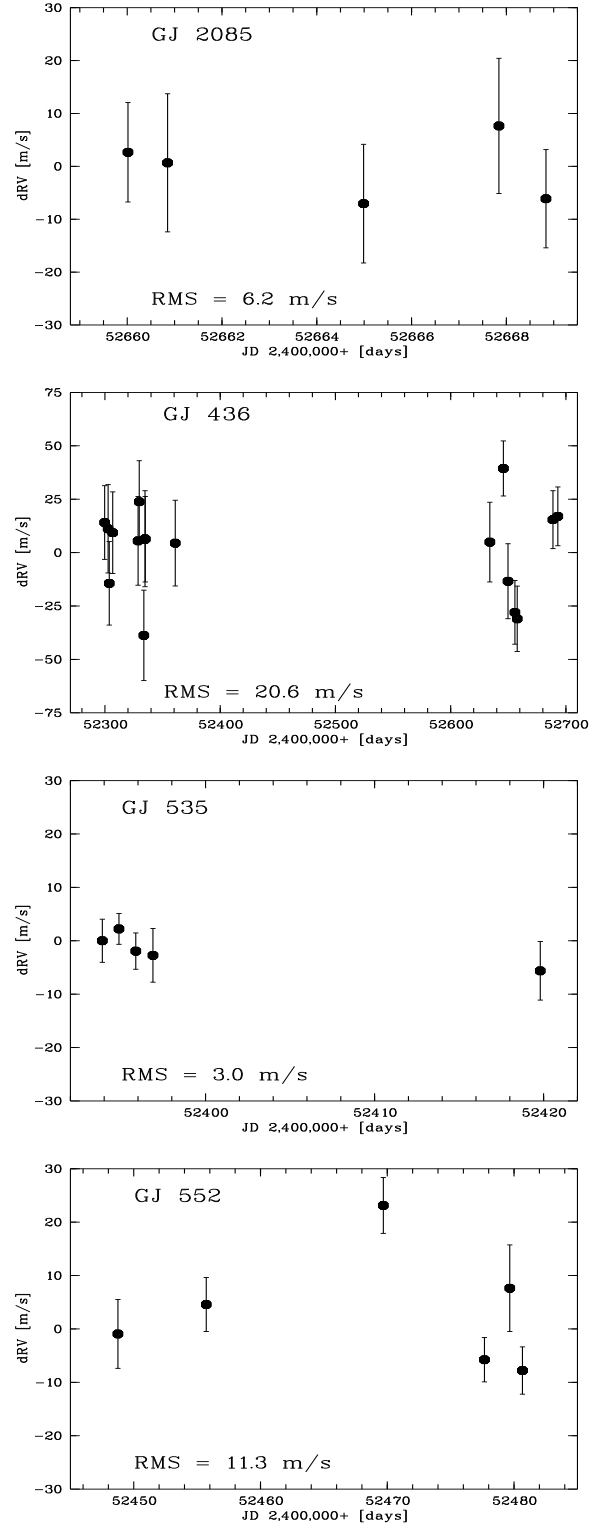 GJ 2085
30
20
10
0
−10
−20
−30
dRV [m/s]
RMS = 6.2 m/s
52660 52662 52664 52666 52668
JD 2,400,000+ [days]
GJ 436
75
50
25
0
−25
−50
−75
dRV [m/s]
RMS = 20.6 m/s
52300 52400 52500 52600 52700
JD 2,400,000+ [days]
GJ 535
30
20
10
0
−10
−20
−30
dRV [m/s]
RMS = 3.0 m/s
52400 52410 52420
JD 2,400,000+ [days]
GJ 552
30
20
10
0
−10
−20
−30
dRV [m/s]
RMS = 11.3 m/s
52450 52460 52470 52480
JD 2,400,000+ [days]